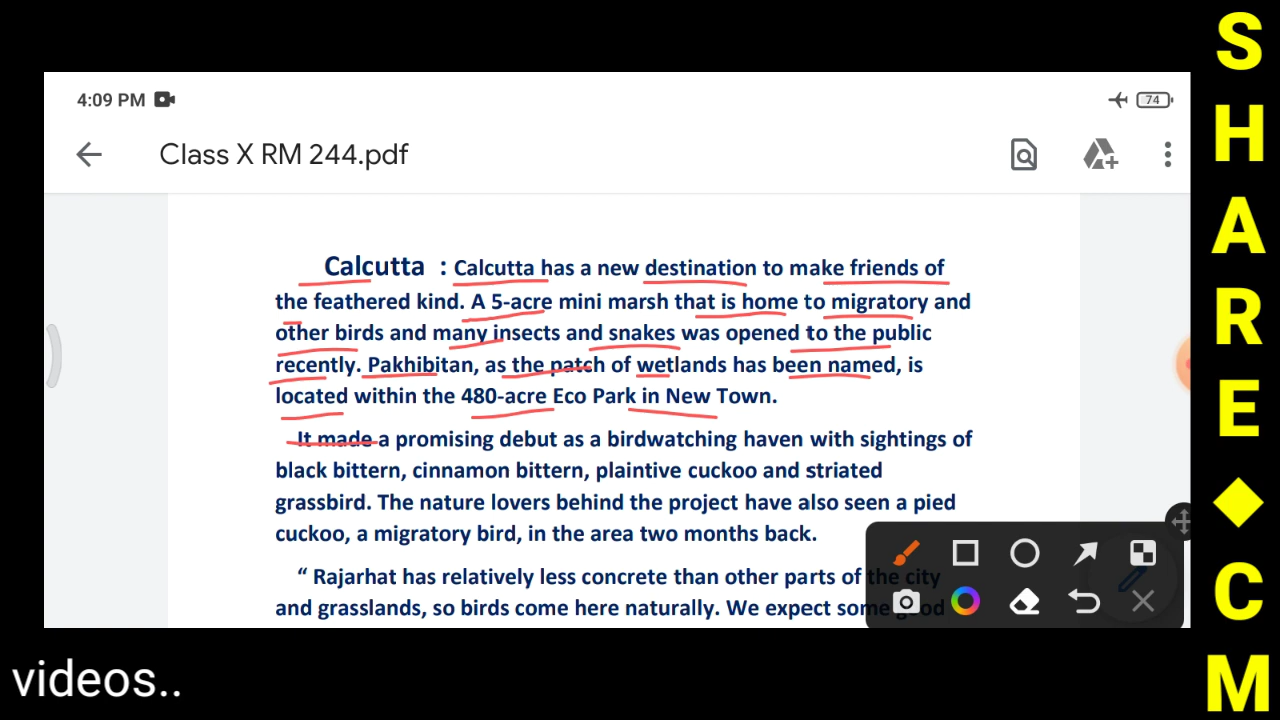 4:09 PM
74
Class X RM 244.pdf
Calcutta : Calcutta has a new destination to make friends of
the feathered kind. A 5-acre mini marsh that is home to migratory and
other birds and many insects and snakes was opened to the public
recently. Pakhibitan, as the patch of wetlands has been named, is
located within the 480-acre Eco Park in New Town.
It made a promising debut as a birdwatching haven with sightings of
black bittern, cinnamon bittern, plaintive cuckoo and striated
grassbird. The nature lovers behind the project have also seen a pied
cuckoo, a migratory bird, in the area two months back.
“ Rajarhat has relatively less concrete than other parts of the city
and grasslands, so birds come here naturally. We expect some good
videos..
SHARE◆CM